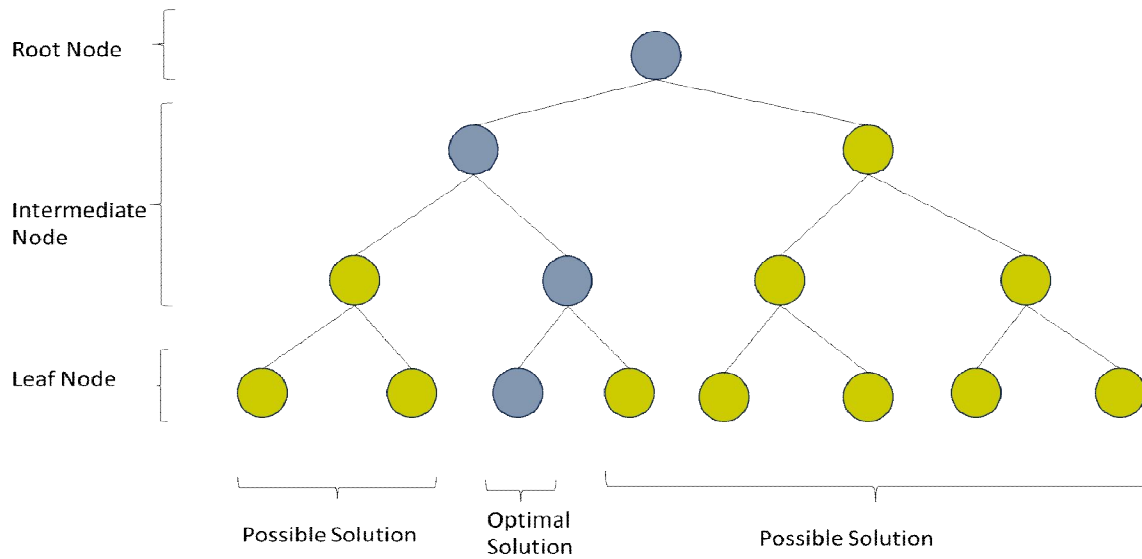 Root Node
Intermediate
Node
Leaf Node
Possible Solution
Optimal
Solution
Possible Solution